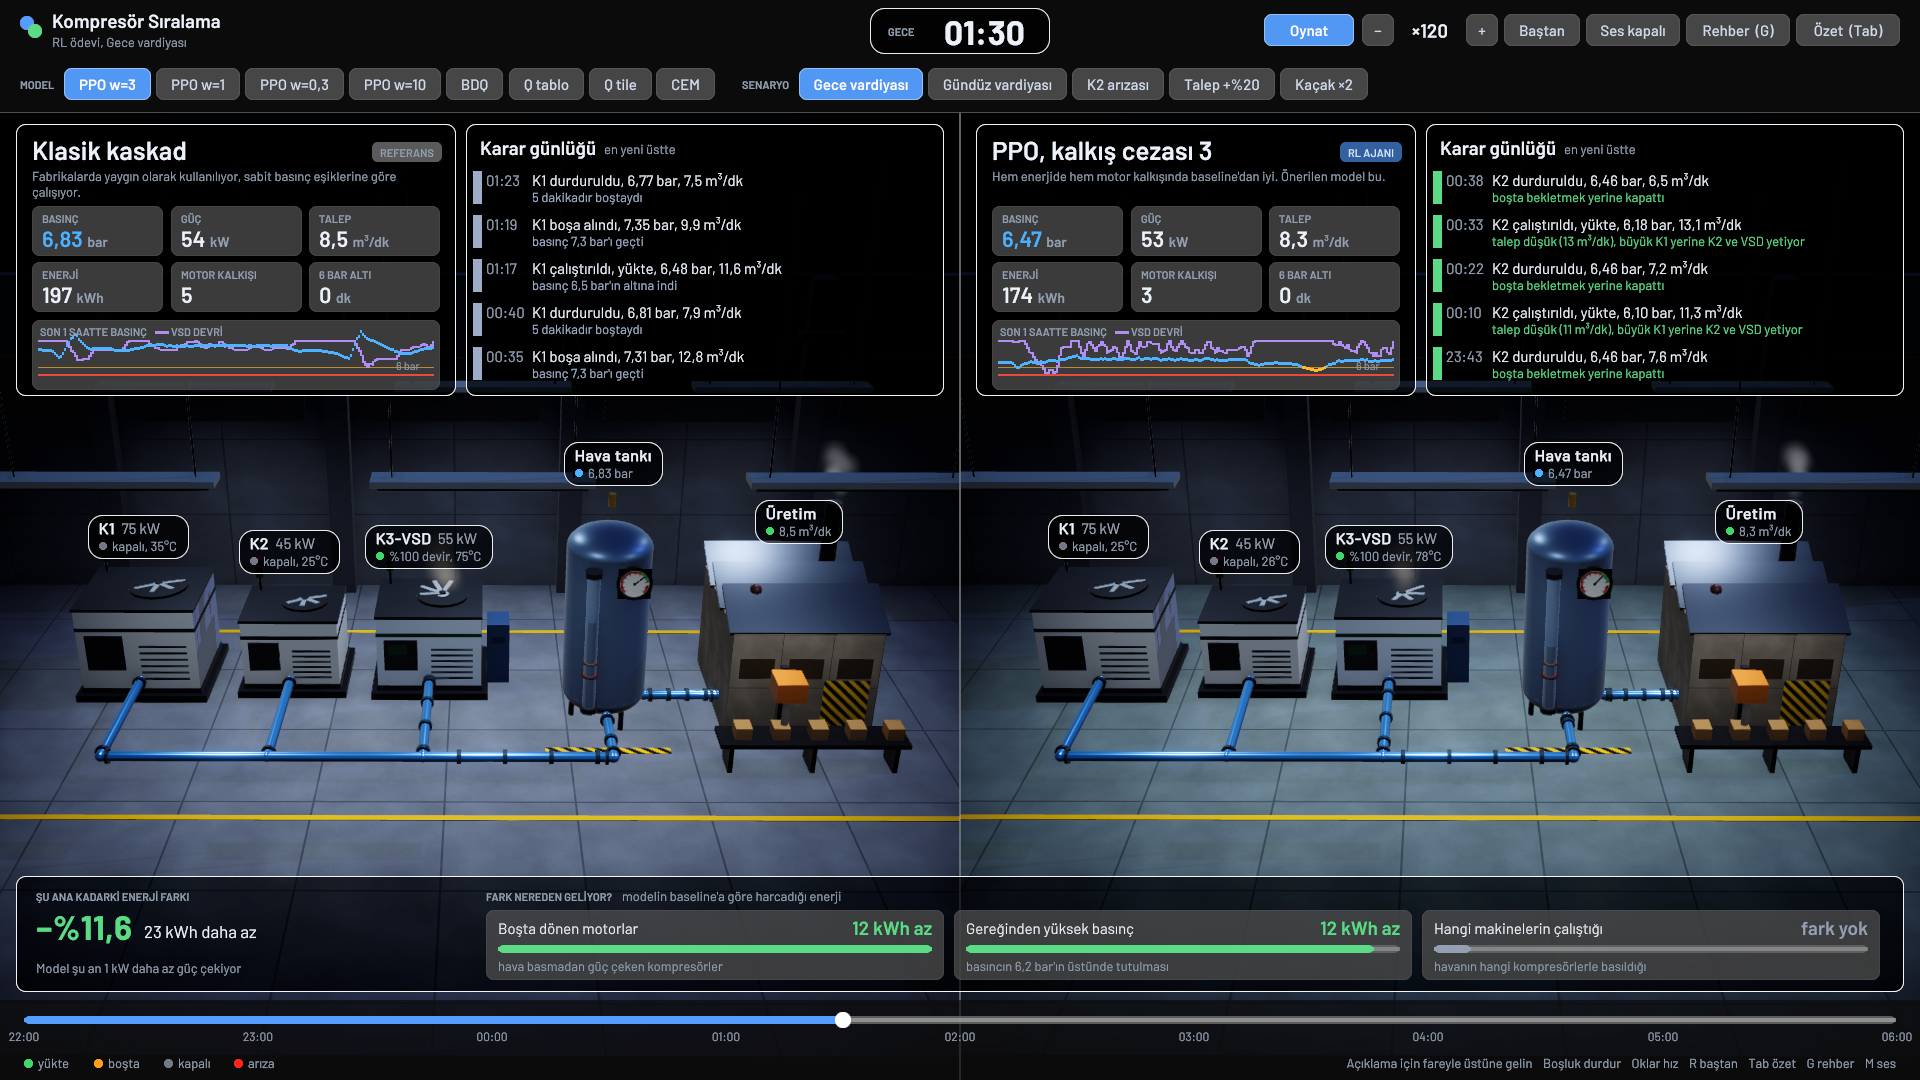 Kompresör Sıralama
RL ödevi, Gece vardiyası
GECE 01:30
Oynat − ×120 + Baştan Ses kapalı Rehber (G) Özet (Tab)
MODEL PPO w=3 PPO w=1 PPO w=0,3 PPO w=10 BDQ Q tablo Q tile CEM SENARYO Gece vardiyası Gündüz vardiyası K2 arızası Talep +%20 Kaçak ×2
Klasik kaskad REFERANS
Fabrikalarda yaygın olarak kullanılıyor, sabit basınç eşiklerine göre
çalışıyor.
BASINÇ GÜÇ TALEP
6,83 bar 54 kW 8,5 m³/dk
ENERJİ MOTOR KALKIŞI 6 BAR ALTI
197 kWh 5 0 dk
SON 1 SAATTE BASINÇ VSD DEVRİ
6 bar
Karar günlüğü en yeni üstte
01:23 K1 durduruldu, 6,77 bar, 7,5 m³/dk
5 dakikadır boştaydı
01:19 K1 boşa alındı, 7,35 bar, 9,9 m³/dk
basınç 7,3 bar'ı geçti
01:17 K1 çalıştırıldı, yükte, 6,48 bar, 11,6 m³/dk
basınç 6,5 bar'ın altına indi
00:40 K1 durduruldu, 6,81 bar, 7,9 m³/dk
5 dakikadır boştaydı
00:35 K1 boşa alındı, 7,31 bar, 12,8 m³/dk
basınç 7,3 bar'ı geçti
PPO, kalkış cezası 3 RL AJANI
Hem enerjide hem motor kalkışında baseline'dan iyi. Önerilen model bu.
BASINÇ GÜÇ TALEP
6,47 bar 53 kW 8,3 m³/dk
ENERJİ MOTOR KALKIŞI 6 BAR ALTI
174 kWh 3 0 dk
SON 1 SAATTE BASINÇ VSD DEVRİ
6 bar
Karar günlüğü en yeni üstte
00:38 K2 durduruldu, 6,46 bar, 6,5 m³/dk
boşta bekletmek yerine kapattı
00:33 K2 çalıştırıldı, yükte, 6,18 bar, 13,1 m³/dk
talep düşük (13 m³/dk), büyük K1 yerine K2 ve VSD yetiyor
00:22 K2 durduruldu, 6,46 bar, 7,2 m³/dk
boşta bekletmek yerine kapattı
00:10 K2 çalıştırıldı, yükte, 6,10 bar, 11,3 m³/dk
talep düşük (11 m³/dk), büyük K1 yerine K2 ve VSD yetiyor
23:43 K2 durduruldu, 6,46 bar, 7,6 m³/dk
boşta bekletmek yerine kapattı
K1 75 kW
kapalı, 35°C
K2 45 kW
kapalı, 25°C
K3-VSD 55 kW
%100 devir, 75°C
Hava tankı
6,83 bar
Üretim
8,5 m³/dk
K1 75 kW
kapalı, 25°C
K2 45 kW
kapalı, 26°C
K3-VSD 55 kW
%100 devir, 78°C
Hava tankı
6,47 bar
Üretim
8,3 m³/dk
ŞU ANA KADARKİ ENERJİ FARKI
−%11,6 23 kWh daha az
Model şu an 1 kW daha az güç çekiyor
FARK NEREDEN GELİYOR? modelin baseline'a göre harcadığı enerji
Boşta dönen motorlar 12 kWh az
hava basmadan güç çeken kompresörler
Gereğinden yüksek basınç 12 kWh az
basıncın 6,2 bar'ın üstünde tutulması
Hangi makinelerin çalıştığı fark yok
havanın hangi kompresörlerle basıldığı
22:00 23:00 00:00 01:00 02:00 03:00 04:00 05:00 06:00
yükte boşta kapalı arıza
Açıklama için fareyle üstüne gelin Boşluk durdur Oklar hız R baştan Tab özet G rehber M ses